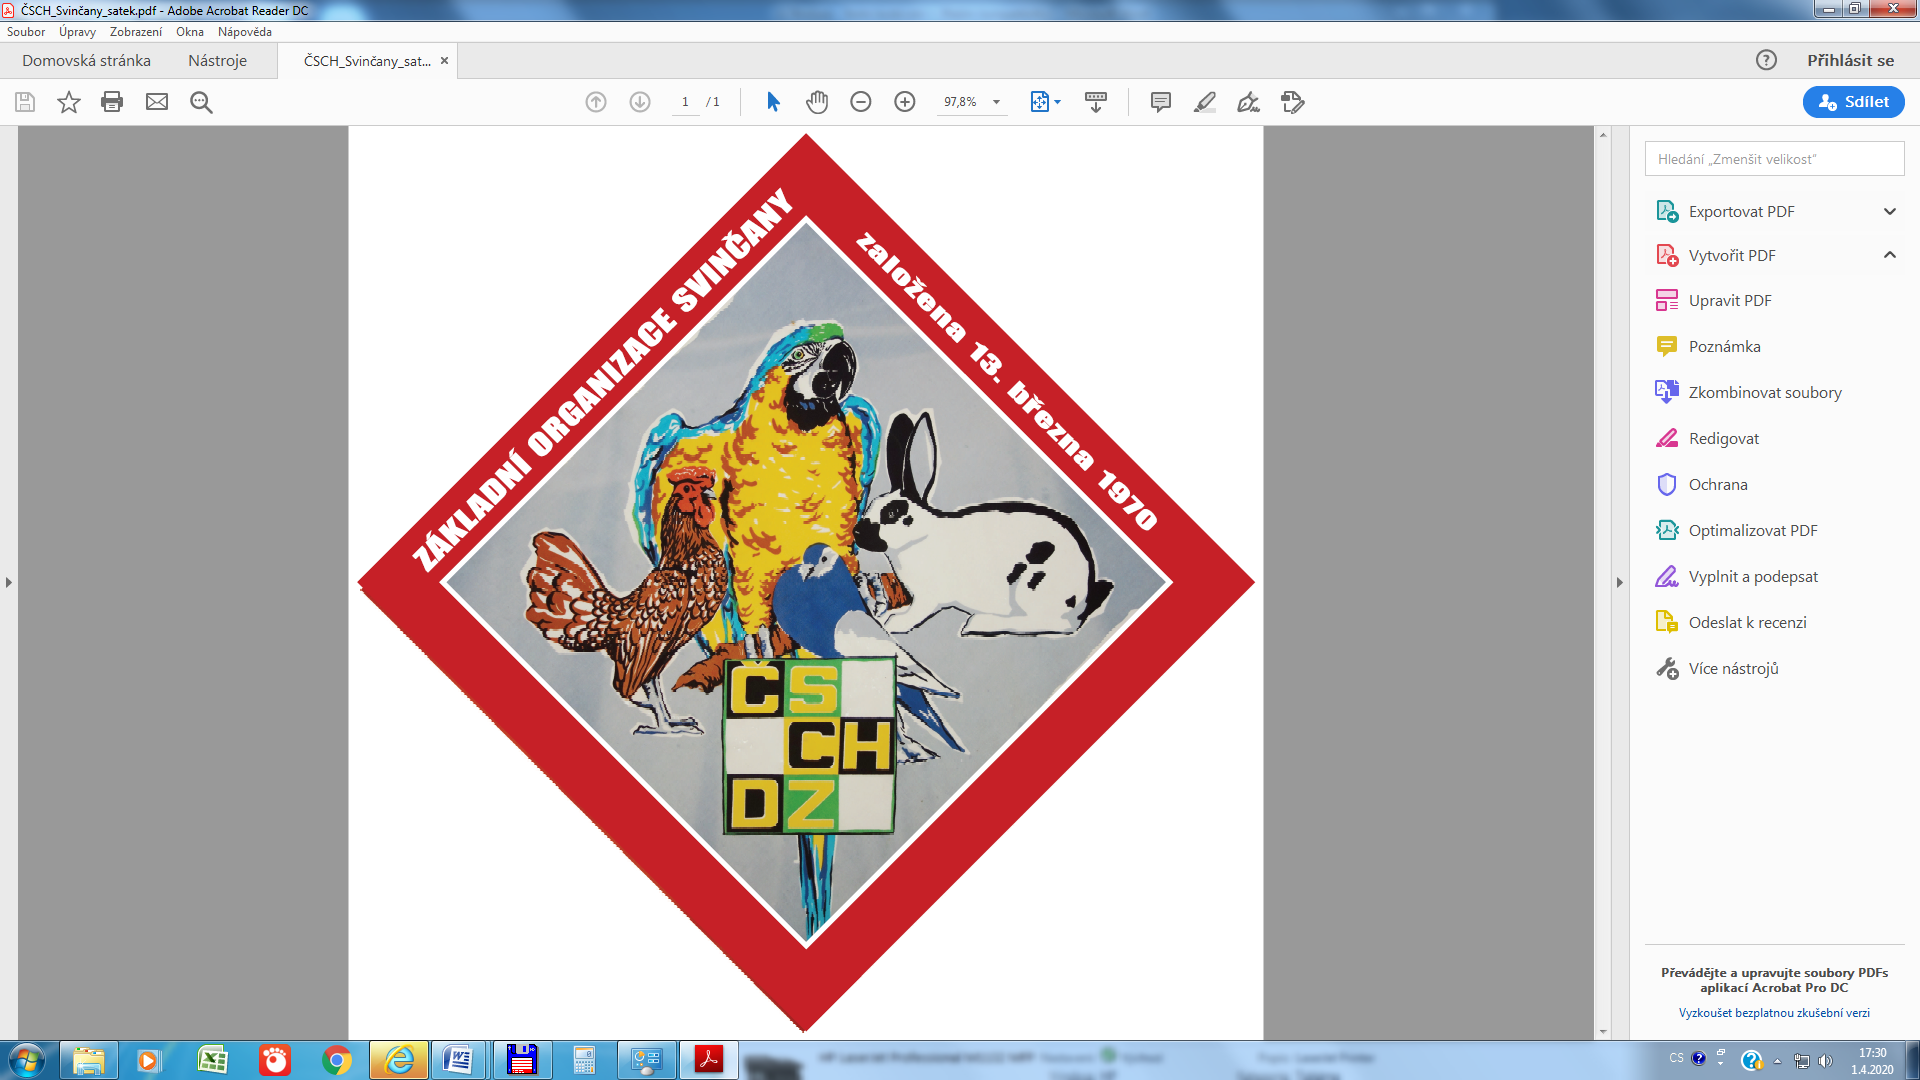 ČSCH_Svinčany_satek.pdf - Adobe Acrobat Reader DC
Soubor Úpravy Zobrazení Okna Nápověda
Domovská stránka Nástroje ČSCH_Svinčany_sat... Přihlásit se
1 / 1 97,8% Sdílet
Hledání „Zmenšit velikost“
Exportovat PDF
Vytvořit PDF
Upravit PDF
Poznámka
Zkombinovat soubory
Redigovat
Ochrana
Optimalizovat PDF
Vyplnit a podepsat
Odeslat k recenzi
Více nástrojů
Převádějte a upravujte soubory PDFs
aplikací Acrobat Pro DC
Vyzkoušet bezplatnou zkušební verzi
ZÁKLADNÍ ORGANIZACE SVINČANY
založena 13. března 1970
ČS
CH
DZ
CS 17:30
1.4.2020